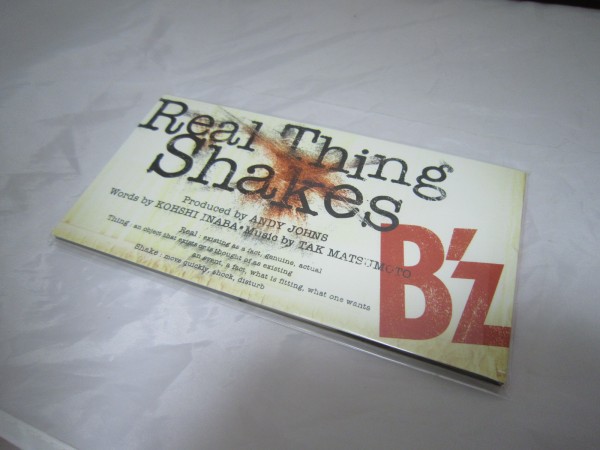 Real Thing
Shakes
Produced by ANDY JOHNS
Words by KOHSHI INABA • Music by TAK MATSUMOTO
Real : existing as a fact, genuine, actual
Thing : an object that exists or is thought of as existing
an event, a fact, what is fitting, what one wants
Shake : move quickly, shock, disturb
B'z